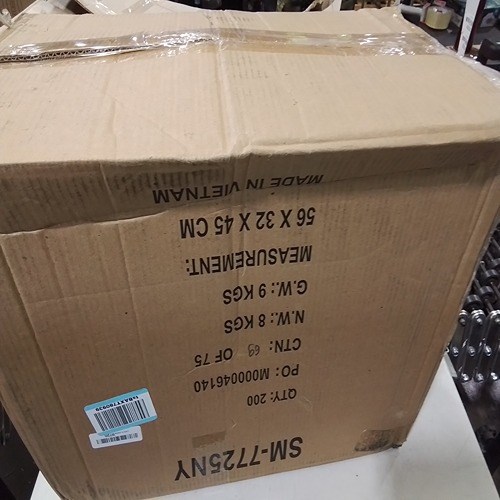 SM-7725NY
QTY: 200
PO: M000046140
CTN: 69 OF 75
N.W.: 8 KGS
G.W.: 9 KGS
MEASUREMENT:
56 X 32 X 45 CM
MADE IN VIETNAM